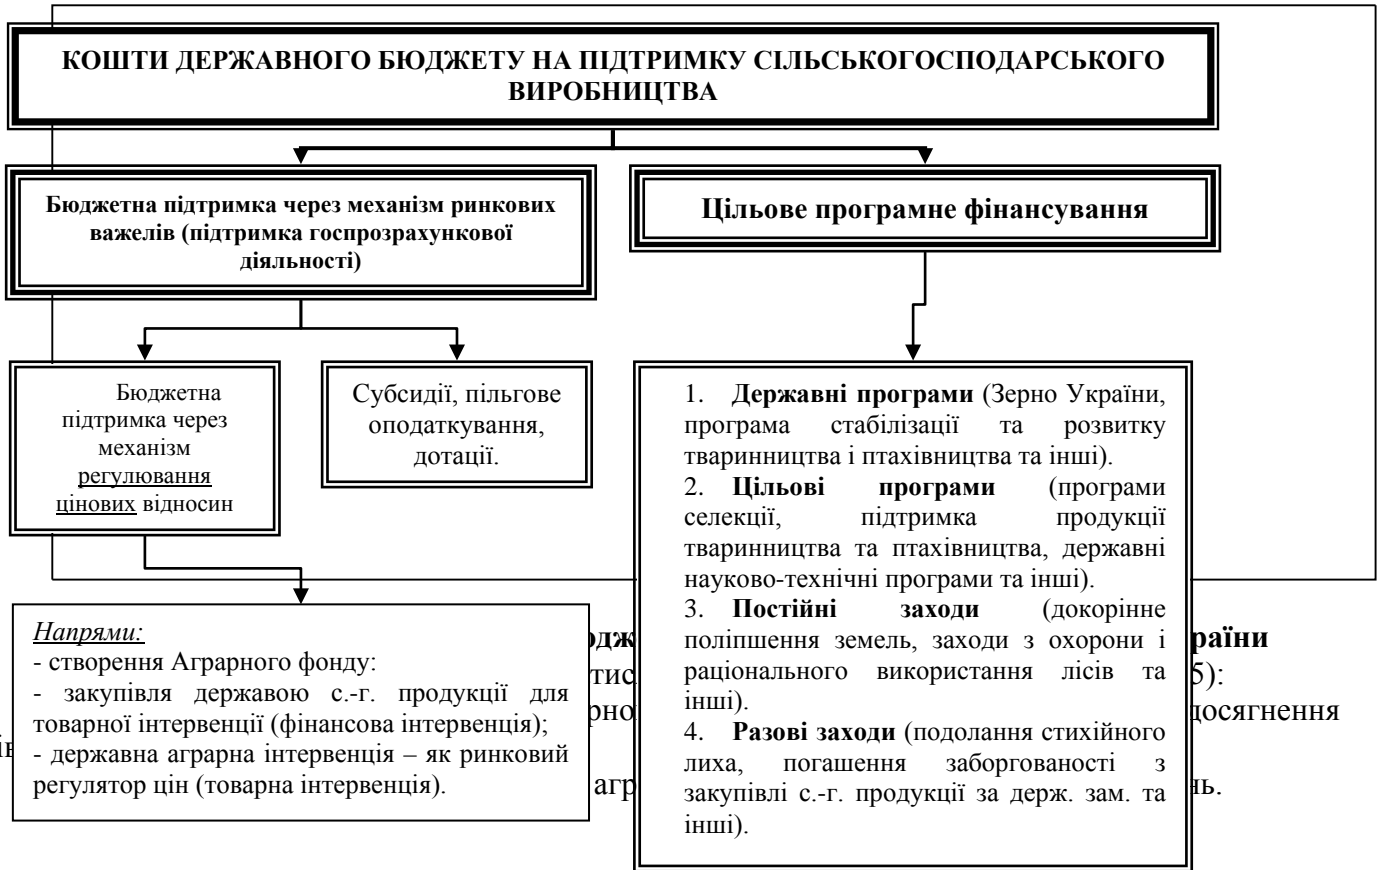 КОШТИ ДЕРЖАВНОГО БЮДЖЕТУ НА ПІДТРИМКУ СІЛЬСЬКОГОСПОДАРСЬКОГО
ВИРОБНИЦТВА
Бюджетна підтримка через механізм ринкових
важелів (підтримка госпрозрахункової
діяльності)
Цільове програмне фінансування
Бюджетна
підтримка через
механізм
регулювання
цінових відносин
Субсидії, пільгове
оподаткування,
дотації.
1. Державні програми (Зерно України,
програма стабілізації та розвитку
тваринництва і птахівництва та інші).
2. Цільові програми (програми
селекції, підтримка продукції
тваринництва та птахівництва, державні
науково-технічні програми та інші).
3. Постійні заходи (докорінне
поліпшення земель, заходи з охорони і
раціонального використання лісів та
інші).
4. Разові заходи (подолання стихійного
лиха, погашення заборгованості з
закупівлі с.-г. продукції за держ. зам. та
інші).
Напрями:
- створення Аграрного фонду:
- закупівля державою с.-г. продукції для
товарної інтервенції (фінансова інтервенція);
- державна аграрна інтервенція – як ринковий
регулятор цін (товарна інтервенція).
5):
досягнення